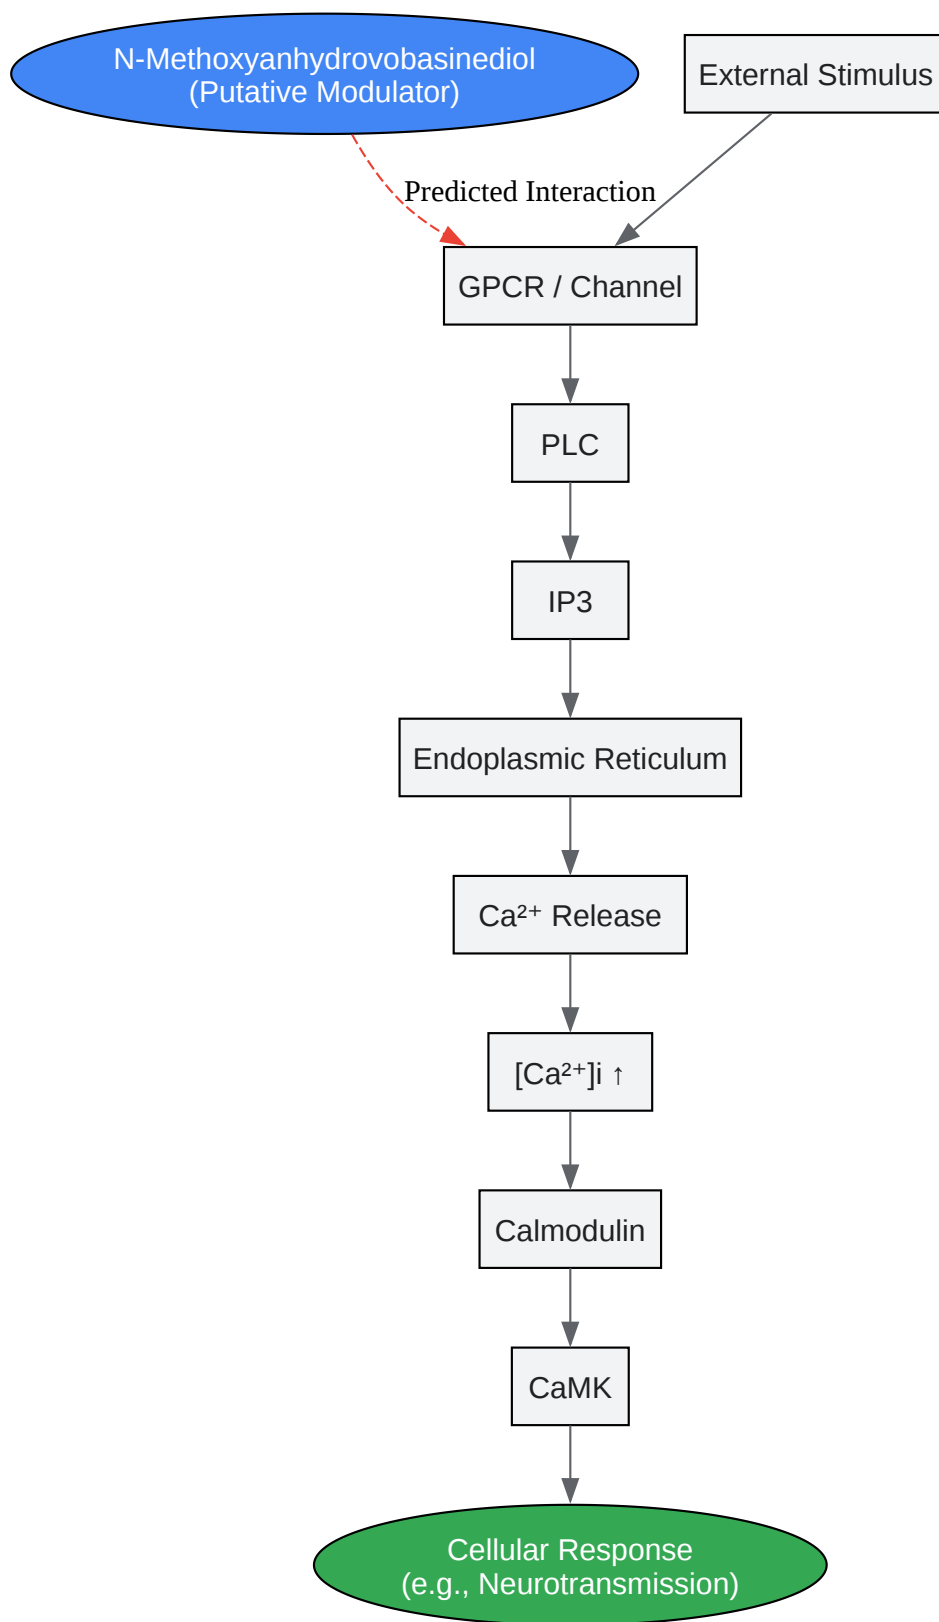 N-Methoxyanhydrovobasinediol
(Putative Modulator)
External Stimulus
Predicted Interaction
GPCR / Channel
PLC
IP3
Endoplasmic Reticulum
Ca²⁺ Release
[Ca²⁺]i ↑
Calmodulin
CaMK
Cellular Response
(e.g., Neurotransmission)